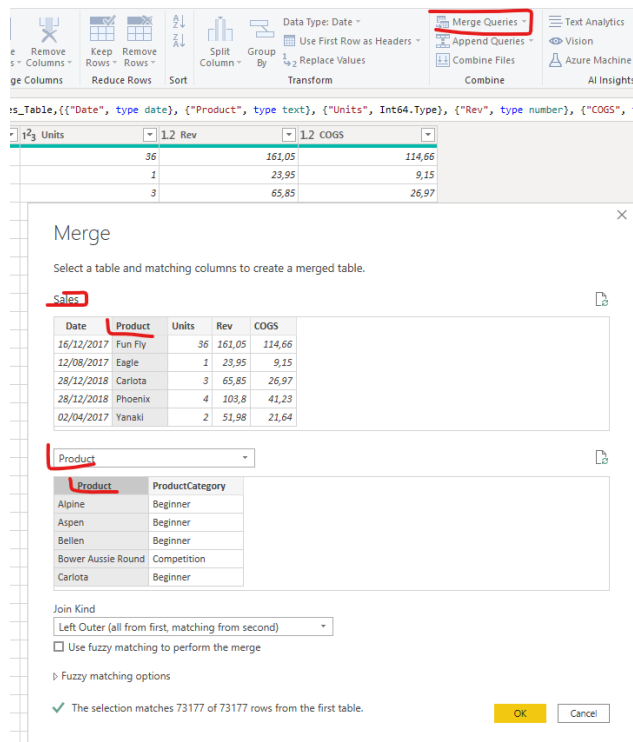 Data Type: Date
Merge Queries
Text Analytics
Use First Row as Headers
Append Queries
Vision
Remove
Keep
Remove
Split
Group
Replace Values
Combine Files
Azure Machine
Columns
Rows
Rows
Column
By
ge Columns
Reduce Rows
Sort
Transform
Combine
AI Insights
es_Table,{{"Date", type date}, {"Product", type text}, {"Units", Int64.Type}, {"Rev", type number}, {"COGS",
1²3 Units
1.2 Rev
1.2 COGS
36 161,05 114,66
1 23,95 9,15
3 65,85 26,97
Merge
Select a table and matching columns to create a merged table.
Sales
Date Product Units Rev COGS
16/12/2017 Fun Fly 36 161,05 114,66
12/08/2017 Eagle 1 23,95 9,15
28/12/2018 Carlota 3 65,85 26,97
28/12/2018 Phoenix 4 103,8 41,23
02/04/2017 Yanaki 2 51,98 21,64
Product
Product ProductCategory
Alpine Beginner
Aspen Beginner
Bellen Beginner
Bower Aussie Round Competition
Carlota Beginner
Join Kind
Left Outer (all from first, matching from second)
Use fuzzy matching to perform the merge
Fuzzy matching options
The selection matches 73177 of 73177 rows from the first table.
OK
Cancel